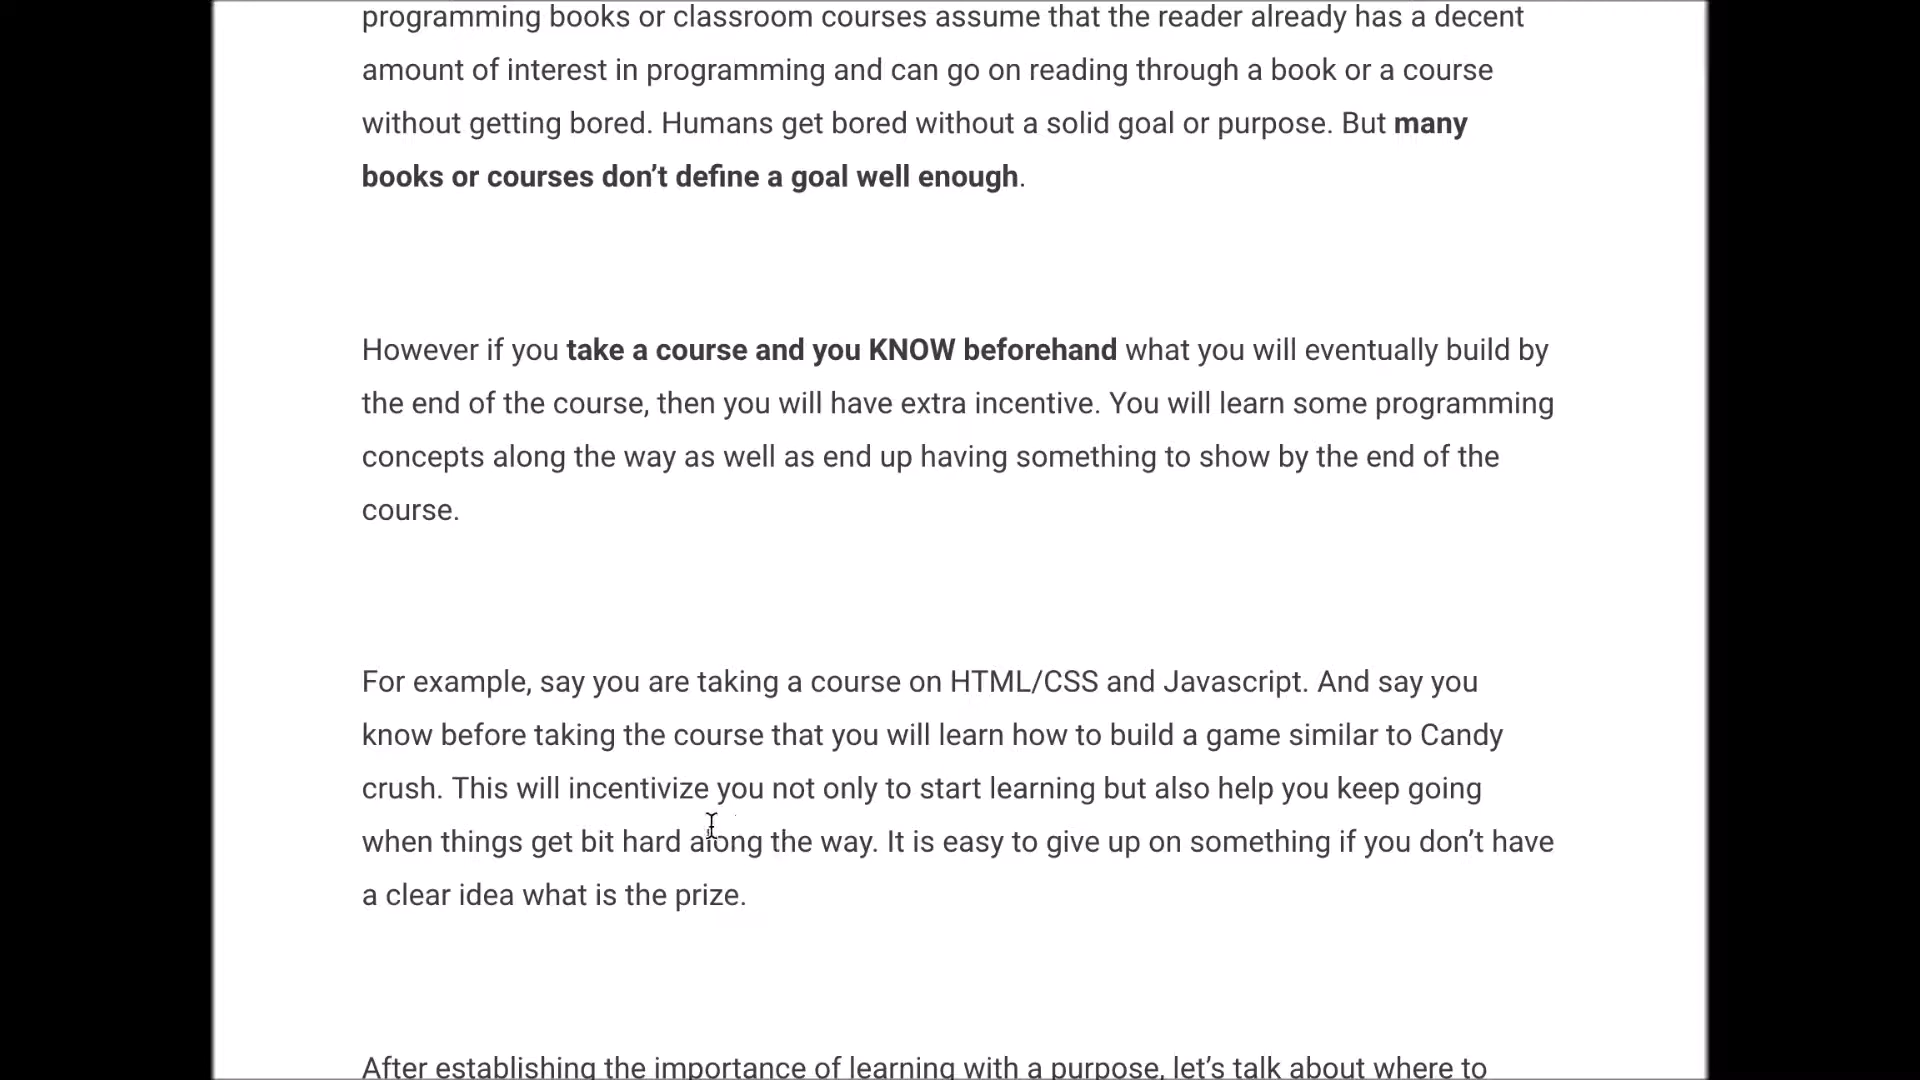 programming books or classroom courses assume that the reader already has a decent
amount of interest in programming and can go on reading through a book or a course
without getting bored. Humans get bored without a solid goal or purpose. But many
books or courses don’t define a goal well enough.
However if you take a course and you KNOW beforehand what you will eventually build by
the end of the course, then you will have extra incentive. You will learn some programming
concepts along the way as well as end up having something to show by the end of the
course.
For example, say you are taking a course on HTML/CSS and Javascript. And say you
know before taking the course that you will learn how to build a game similar to Candy
crush. This will incentivize you not only to start learning but also help you keep going
when things get bit hard along the way. It is easy to give up on something if you don’t have
a clear idea what is the prize.
After establishing the importance of learning with a purpose, let’s talk about where to